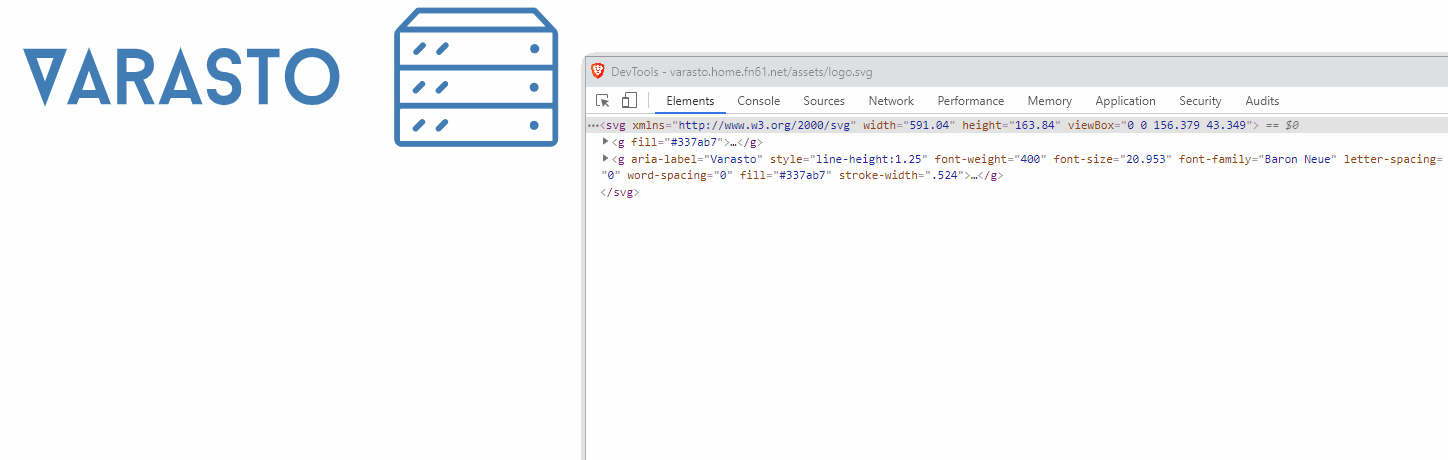 VARASTO
DevTools - varasto.home.fn61.net/assets/logo.svg
Elements Console Sources Network Performance Memory Application Security Audits
…<svg xmlns="http://www.w3.org/2000/svg" width="591.04" height="163.84" viewBox="0 0 156.379 43.349"> == $0
<g fill="#337ab7">…</g>
<g aria-label="Varasto" style="line-height:1.25" font-weight="400" font-size="20.953" font-family="Baron Neue" letter-spacing=
"0" word-spacing="0" fill="#337ab7" stroke-width=".524">…</g>
</svg>